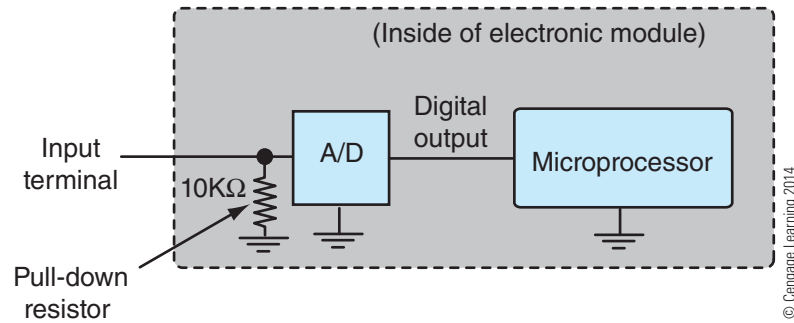 (Inside of electronic module)
Digital
output
Input
terminal
A/D
Microprocessor
10KΩ
Pull-down
resistor
© Cengage Learning 2014